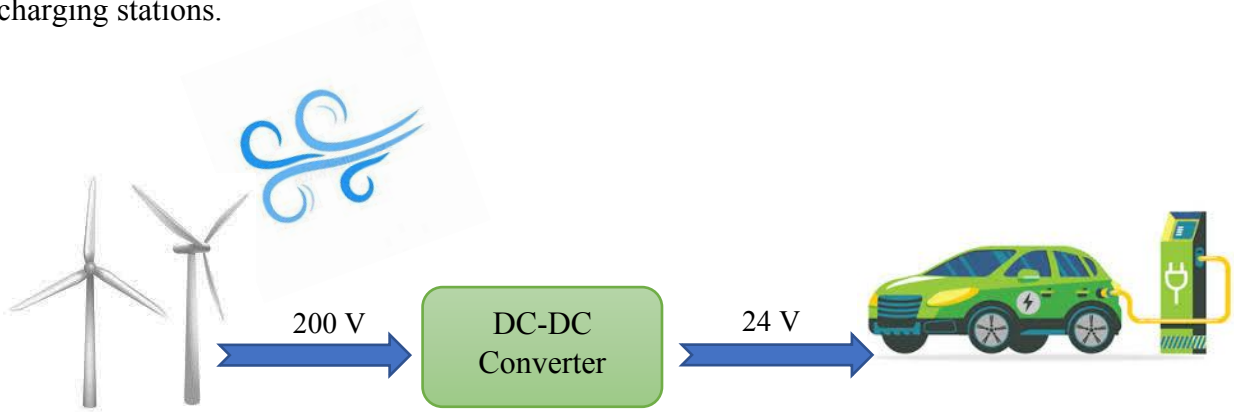 charging stations.
200 V
DC-DC
Converter
24 V